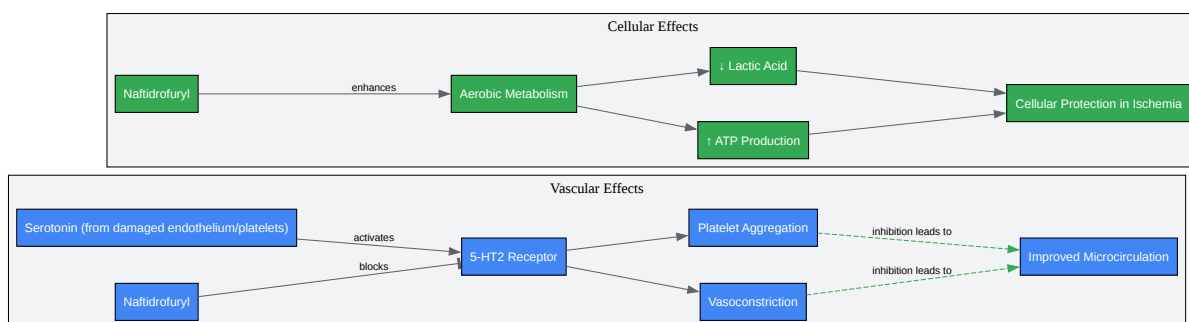 Cellular Effects
Naftidrofuryl
enhances
Aerobic Metabolism
↓ Lactic Acid
↑ ATP Production
Cellular Protection in Ischemia
Vascular Effects
Serotonin (from damaged endothelium/platelets)
activates
Naftidrofuryl
blocks
5-HT2 Receptor
Platelet Aggregation
inhibition leads to
Vasoconstriction
inhibition leads to
Improved Microcirculation